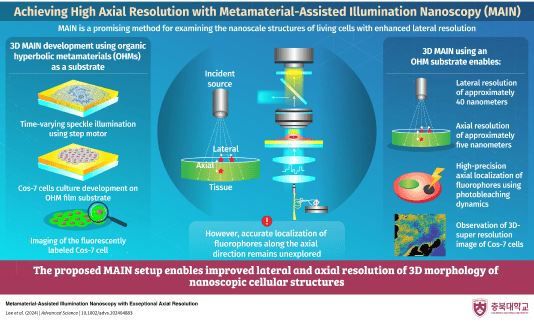 Achieving High Axial Resolution with Metamaterial-Assisted Illumination Nanoscopy (MAIN)
MAIN is a promising method for examining the nanoscale structures of living cells with enhanced lateral resolution
3D MAIN development using organic
hyperbolic metamaterials (OHMs)
as a substrate
Time-varying speckle illumination
using step motor
Cos-7 cells culture development on
OHM film substrate
Imaging of the fluorescently
labeled Cos-7 cell
Incident
source
Lateral
Axial
Tissue
!
However, accurate localization of
fluorophores along the axial
direction remains unexplored
3D MAIN using an
OHM substrate enables:
Lateral resolution
of approximately
40 nanometers
Axial resolution
of approximately
five nanometers
High-precision
axial localization of
fluorophores using
photobleaching
dynamics
Observation of 3D-
super resolution
image of Cos-7 cells
The proposed MAIN setup enables improved lateral and axial resolution of 3D morphology of
nanoscopic cellular structures
Metamaterial-Assisted Illumination Nanoscopy with Exceptional Axial Resolution
Lee et al. (2024) | Advanced Science | 10.1002/advs.202404883
충북대학교